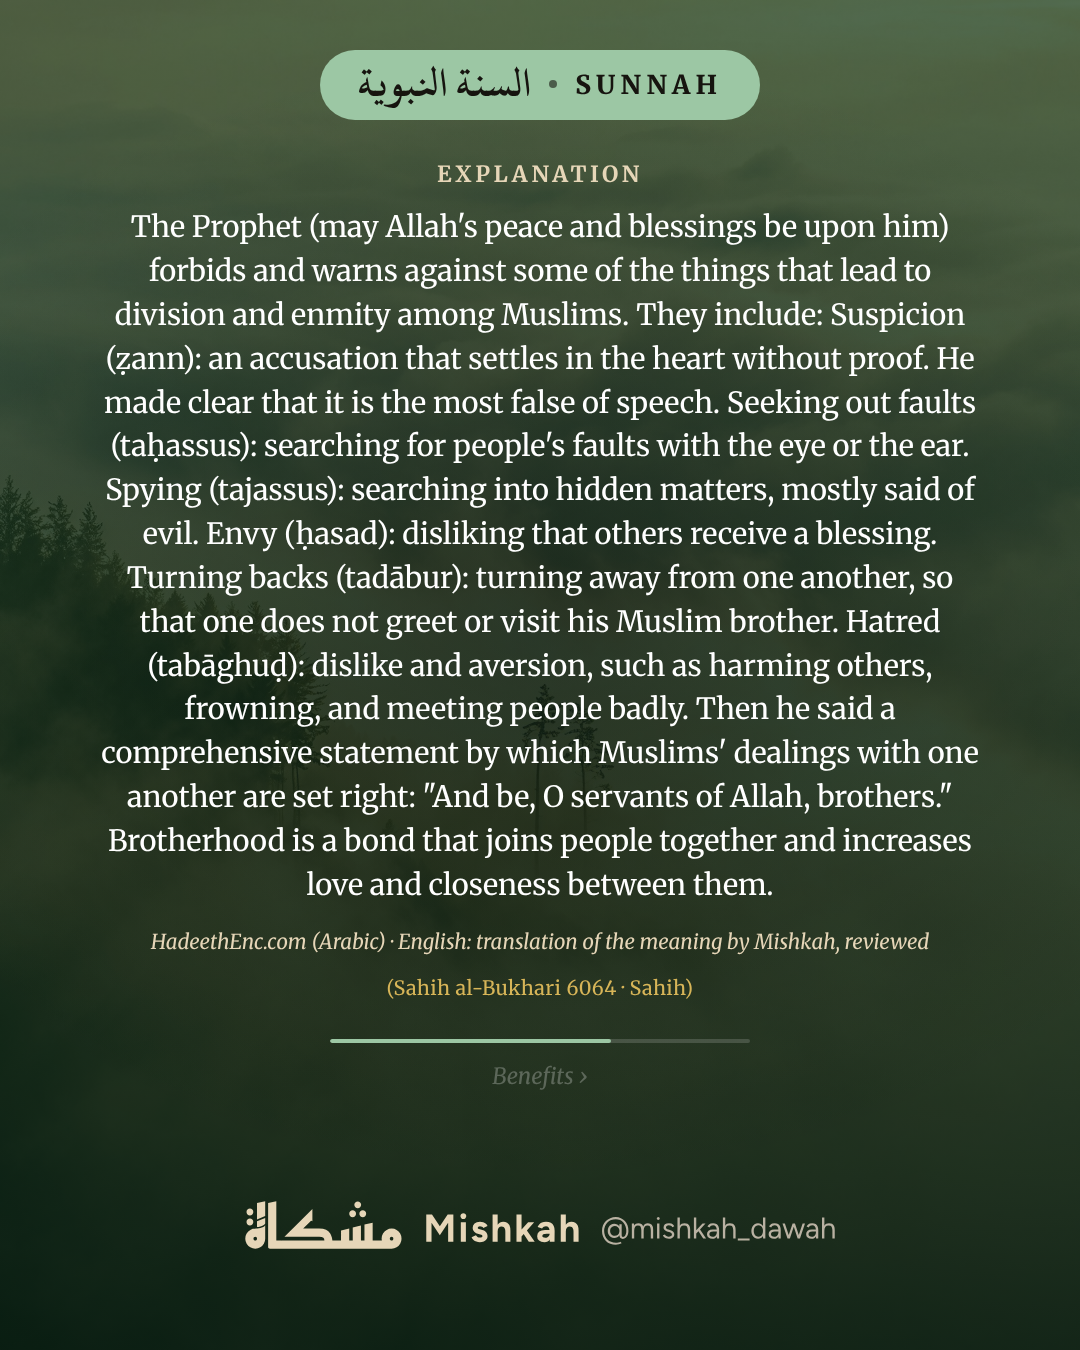 السنة النبوية • SUNNAH
EXPLANATION
The Prophet (may Allah's peace and blessings be upon him)
forbids and warns against some of the things that lead to
division and enmity among Muslims. They include: Suspicion
(ẓann): an accusation that settles in the heart without proof. He
made clear that it is the most false of speech. Seeking out faults
(taḥassus): searching for people's faults with the eye or the ear.
Spying (tajassus): searching into hidden matters, mostly said of
evil. Envy (ḥasad): disliking that others receive a blessing.
Turning backs (tadābur): turning away from one another, so
that one does not greet or visit his Muslim brother. Hatred
(tabāghuḍ): dislike and aversion, such as harming others,
frowning, and meeting people badly. Then he said a
comprehensive statement by which Muslims' dealings with one
another are set right: "And be, O servants of Allah, brothers."
Brotherhood is a bond that joins people together and increases
love and closeness between them.
HadeethEnc.com (Arabic) · English: translation of the meaning by Mishkah, reviewed
(Sahih al-Bukhari 6064 · Sahih)
Benefits ›
مشكاة Mishkah @mishkah_dawah